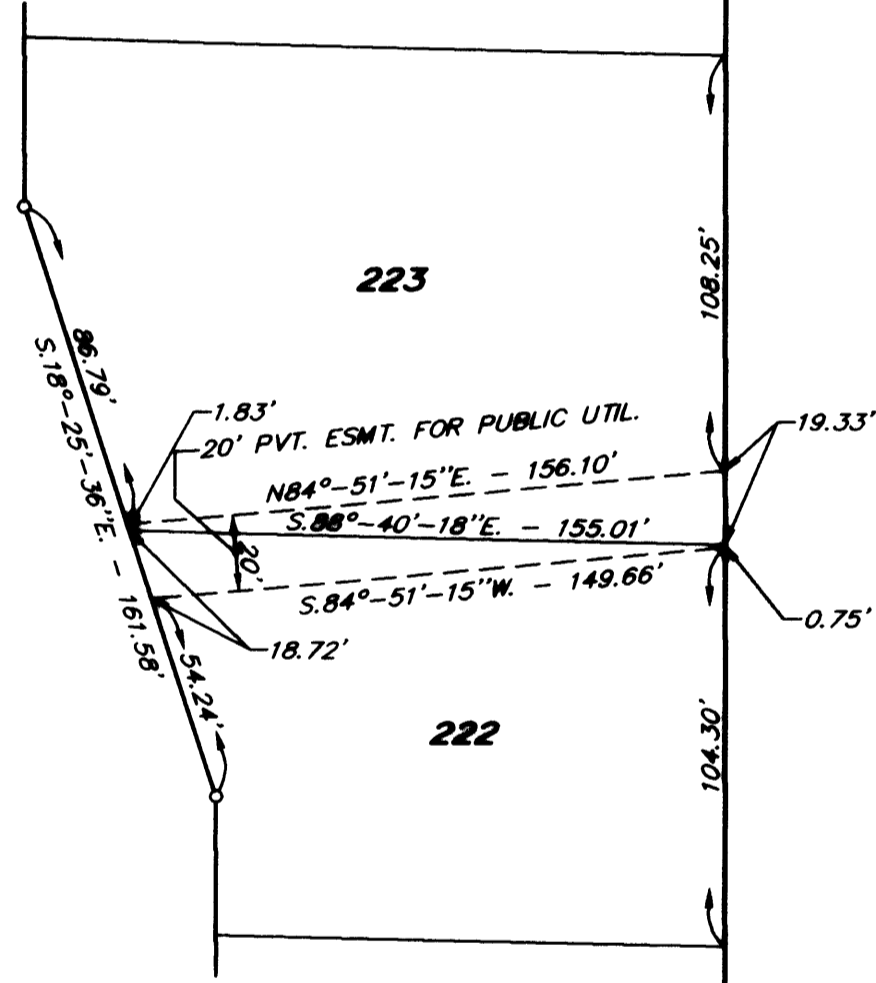 223
108.25'
86.79'
S.18°-25'-36"E. - 161.58'
1.83'
20' PVT. ESMT. FOR PUBLIC UTIL.
19.33'
N84°-51'-15"E. - 156.10'
S.88°-40'-18"E. - 155.01'
20'
S.84°-51'-15"W. - 149.66'
0.75'
18.72'
54.24'
222
104.30'